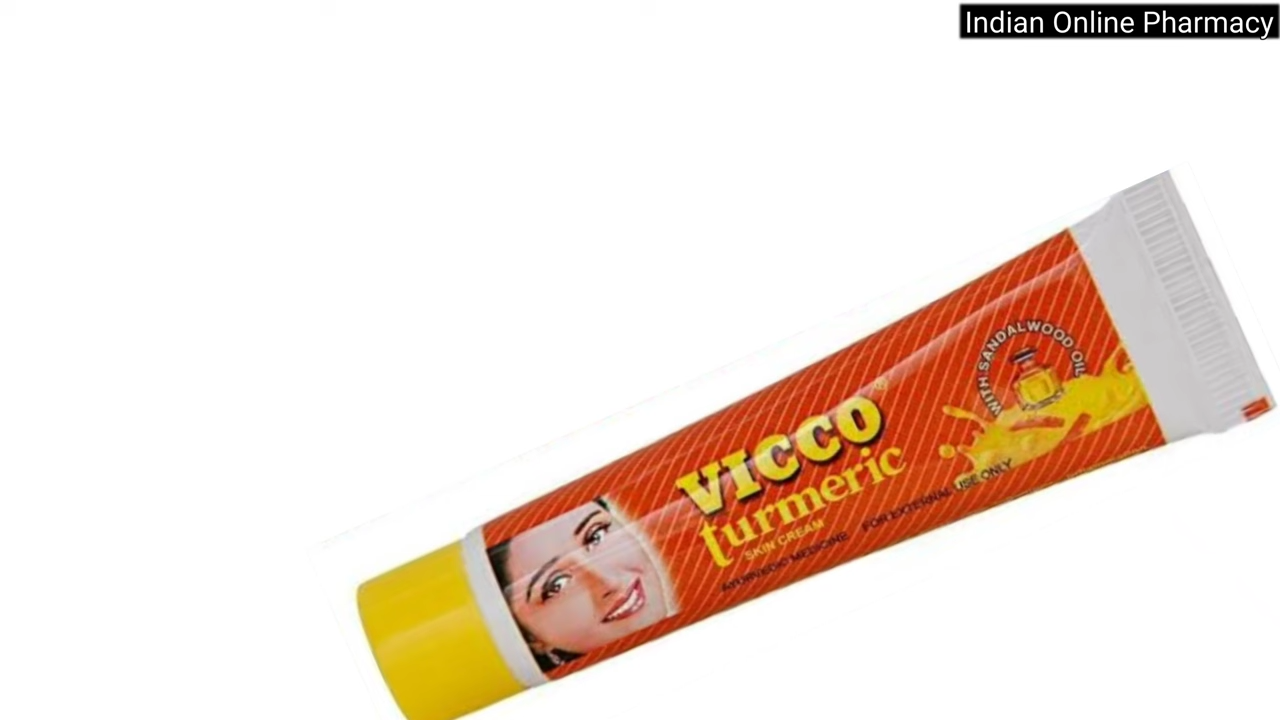 Indian Online Pharmacy
WITH SANDALWOOD OIL
VICCO®
turmeric
SKIN CREAM
AYURVEDIC MEDICINE FOR EXTERNAL USE ONLY